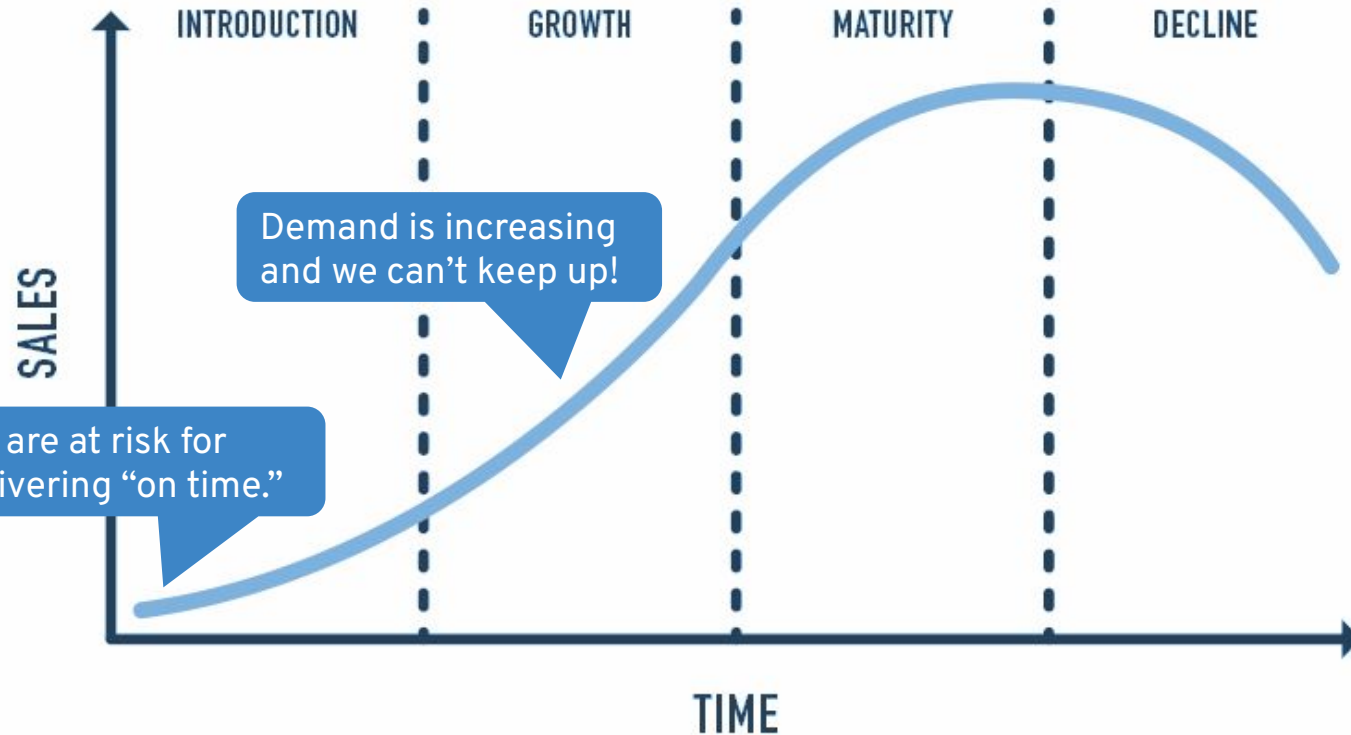 INTRODUCTION
GROWTH
MATURITY
DECLINE
Demand is increasing
and we can’t keep up!
SALES
are at risk for
ivering “on time.”
TIME